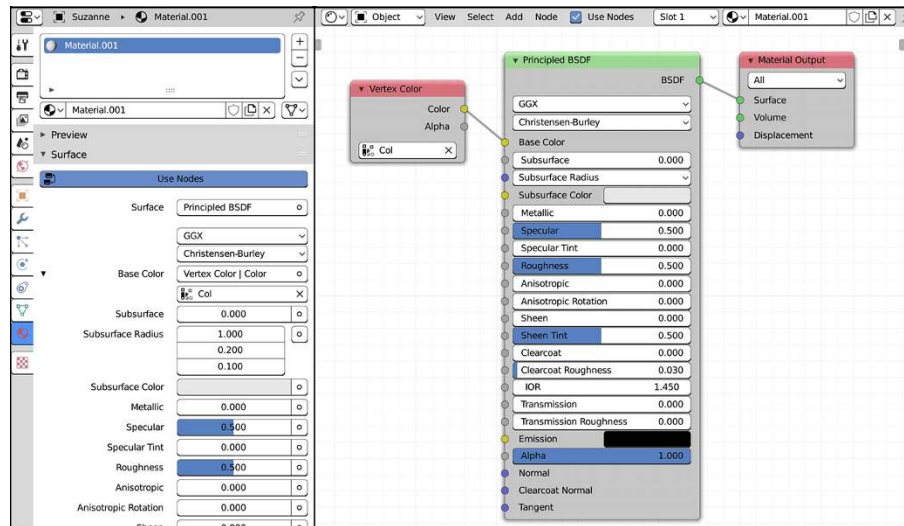 Suzanne ▸ Material.001
Material.001
Material.001
Preview
Surface
Use Nodes
Surface Principled BSDF
GGX
Christensen-Burley
Base Color Vertex Color | Color
Col
Subsurface 0.000
Subsurface Radius 1.000
0.200
0.100
Subsurface Color
Metallic 0.000
Specular 0.500
Specular Tint 0.000
Roughness 0.500
Anisotropic 0.000
Anisotropic Rotation 0.000
Object View Select Add Node Use Nodes Slot 1 Material.001
Vertex Color
Color
Alpha
Col
Principled BSDF
BSDF
GGX
Christensen-Burley
Base Color
Subsurface 0.000
Subsurface Radius
Subsurface Color
Metallic 0.000
Specular 0.500
Specular Tint 0.000
Roughness 0.500
Anisotropic 0.000
Anisotropic Rotation 0.000
Sheen 0.000
Sheen Tint 0.500
Clearcoat 0.000
Clearcoat Roughness 0.030
IOR 1.450
Transmission 0.000
Transmission Roughness 0.000
Emission
Alpha 1.000
Normal
Clearcoat Normal
Tangent
Material Output
All
Surface
Volume
Displacement